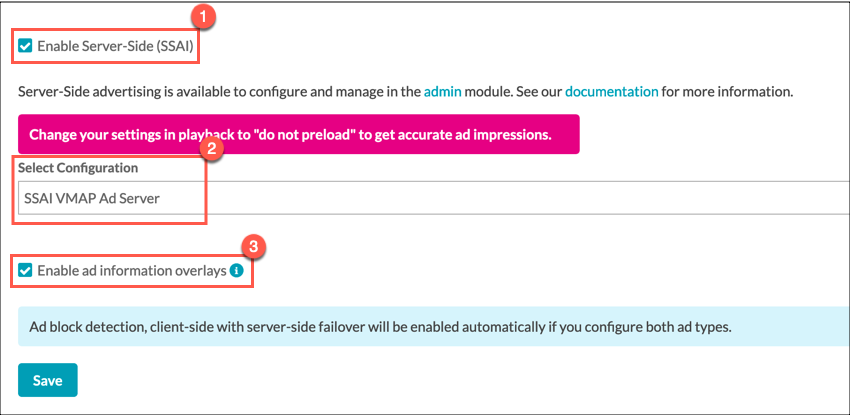 1
Enable Server-Side (SSAI)
Server-Side advertising is available to configure and manage in the admin module. See our documentation for more information.
Change your settings in playback to "do not preload" to get accurate ad impressions.
2
Select Configuration
SSAI VMAP Ad Server
3
Enable ad information overlays i
Ad block detection, client-side with server-side failover will be enabled automatically if you configure both ad types.
Save